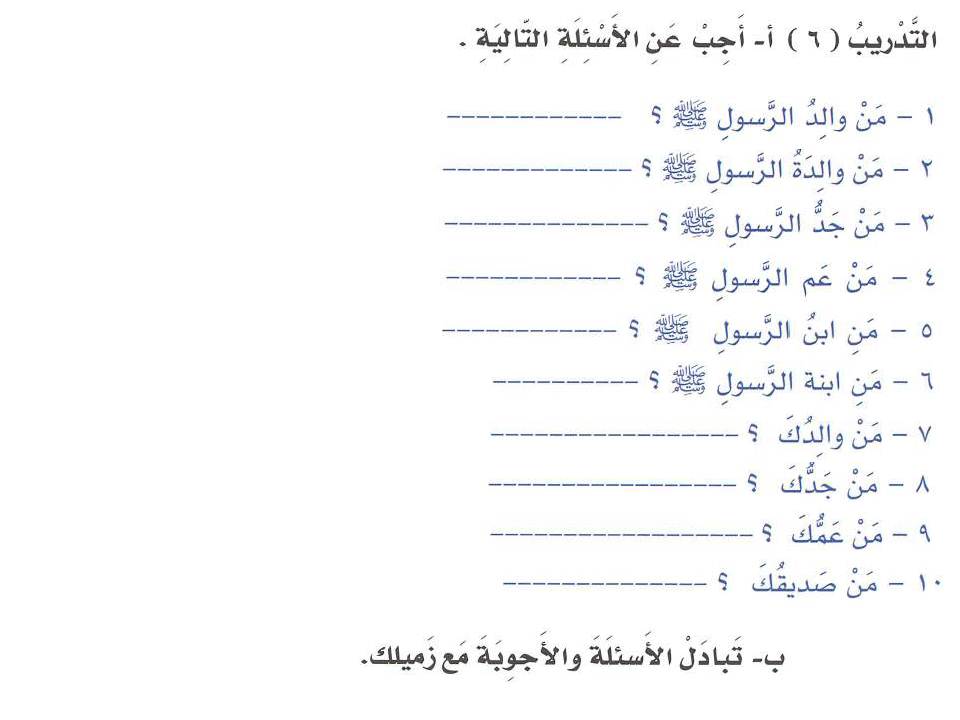 التَّدْريبُ ( ٦ ) أ- أَجِبْ عَنِ الأَسْئِلَةِ التّالِيَةِ .
١ - مَنْ والِدُ الرَّسولِ ﷺ ؟ ------------
٢ - مَنْ والِدَةُ الرَّسولِ ﷺ ؟ -------------
٣ - مَنْ جَدُّ الرَّسولِ ﷺ ؟ --------------
٤ - مَنْ عَم الرَّسولِ ﷺ ؟ ------------
٥ - مَنِ ابنُ الرَّسولِ ﷺ ؟ ------------
٦ - مَنِ ابنة الرَّسولِ ﷺ ؟ ----------
٧ - مَنْ والِدُكَ ؟ -----------------
٨ - مَنْ جَدُّكَ ؟ -----------------
٩ - مَنْ عَمُّكَ ؟ ------------------
١٠ - مَنْ صَديقُكَ ؟ --------------
ب- تَبادَلْ الأَسئلَةَ والأَجوِبَةَ مَع زَميلك.